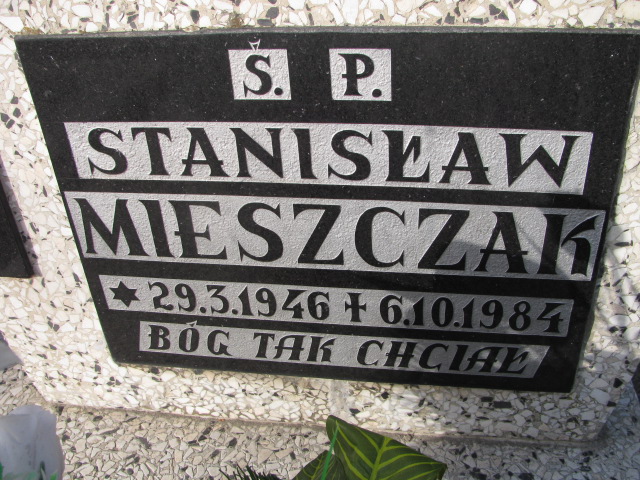 Ś. P.
STANISŁAW
MIESZCZAK
✶ 29.3.1946 ✝ 6.10.1984
BÓG TAK CHCIAŁ